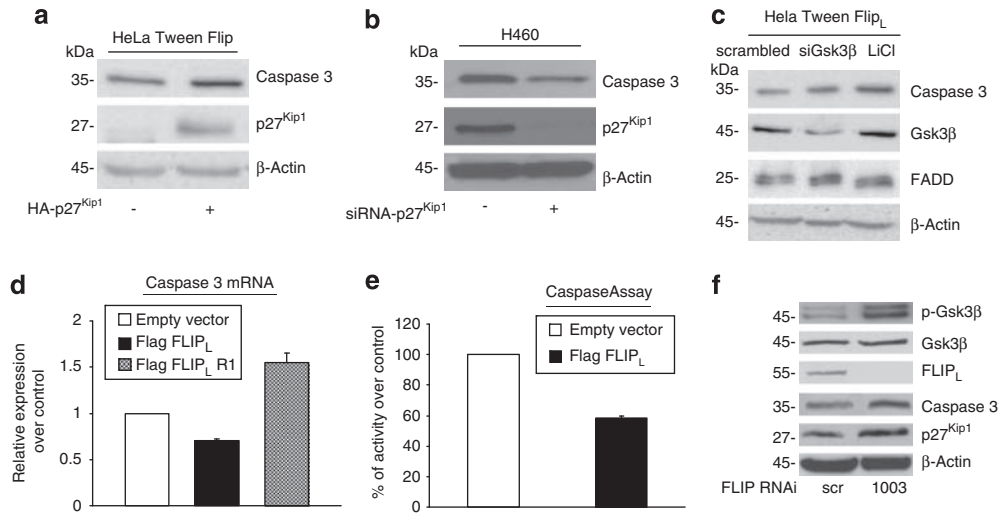 a
HeLa Tween Flip
kDa
35-
Caspase 3
27-
p27Kip1
45-
β-Actin
HA-p27Kip1
-
+
b
H460
kDa
35-
Caspase 3
27-
p27Kip1
45-
β-Actin
siRNA-p27Kip1
-
+
c
Hela Tween FlipL
scrambled siGsk3β LiCl
kDa
35-
Caspase 3
45-
Gsk3β
25-
FADD
45-
β-Actin
d
Caspase 3 mRNA
Empty vector
Flag FLIPL
Flag FLIPL R1
Relative expression
over control
2
1.5
1
0.5
0
e
CaspaseAssay
Empty vector
Flag FLIPL
% of activity over control
120
100
80
60
40
20
0
f
45-
p-Gsk3β
45-
Gsk3β
55-
FLIPL
35-
Caspase 3
27-
p27Kip1
45-
β-Actin
FLIP RNAi scr 1003